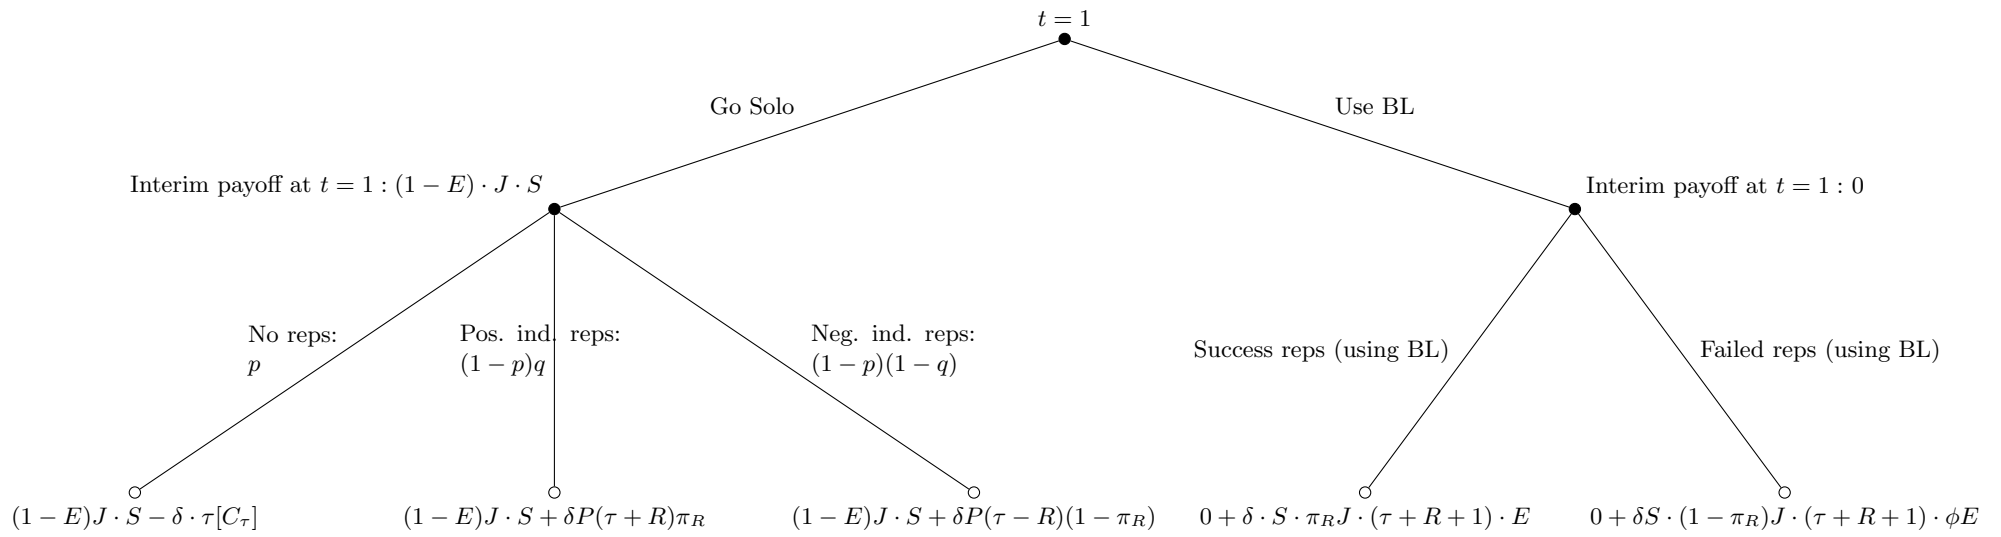 t = 1
Go Solo
Use BL
Interim payoff at t = 1 : (1 − E) · J · S
Interim payoff at t = 1 : 0
No reps:
p
Pos. ind. reps:
(1 − p)q
Neg. ind. reps:
(1 − p)(1 − q)
Success reps (using BL)
Failed reps (using BL)
(1 − E)J · S − δ · τ[C_τ]
(1 − E)J · S + δP(τ + R)π_R
(1 − E)J · S + δP(τ − R)(1 − π_R)
0 + δ · S · π_R J · (τ + R + 1) · E
0 + δS · (1 − π_R)J · (τ + R + 1) · ϕE